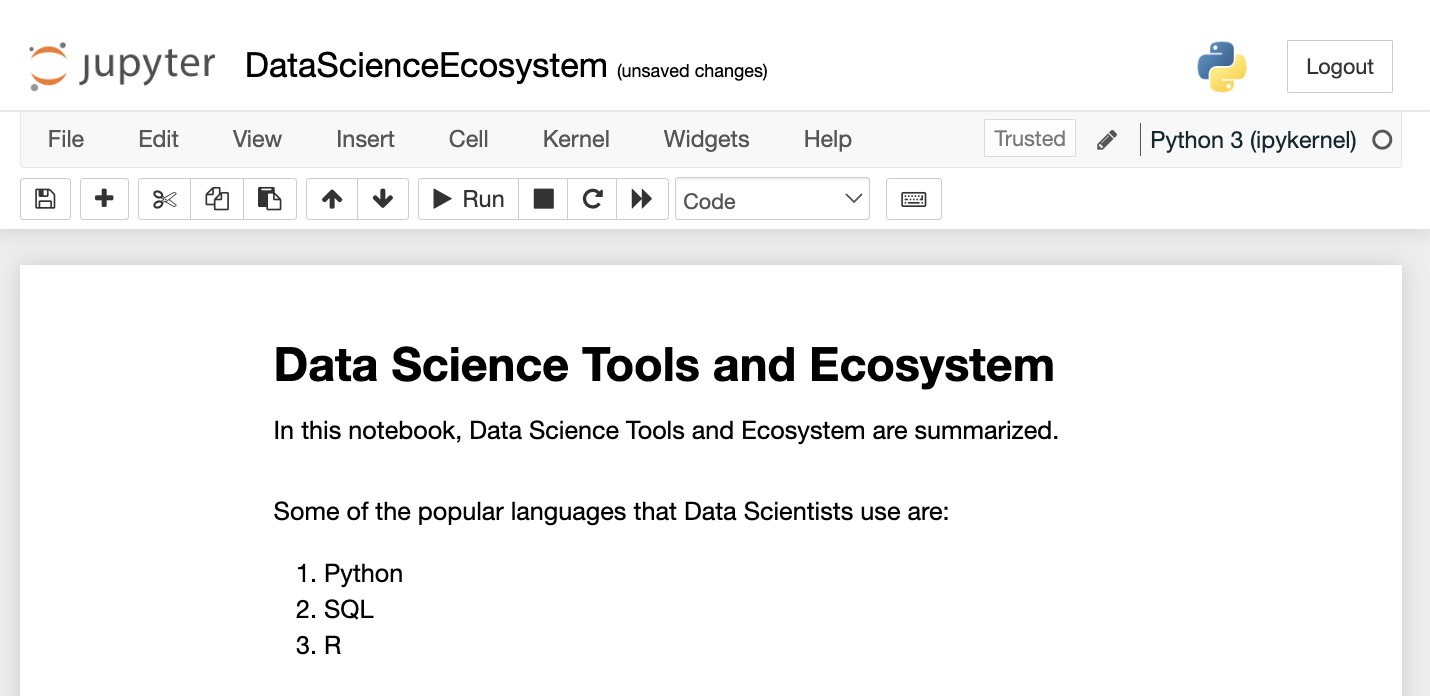 jupyter DataScienceEcosystem (unsaved changes) Logout
File Edit View Insert Cell Kernel Widgets Help Trusted Python 3 (ipykernel)
Run Code
Data Science Tools and Ecosystem
In this notebook, Data Science Tools and Ecosystem are summarized.
Some of the popular languages that Data Scientists use are:
1. Python
2. SQL
3. R